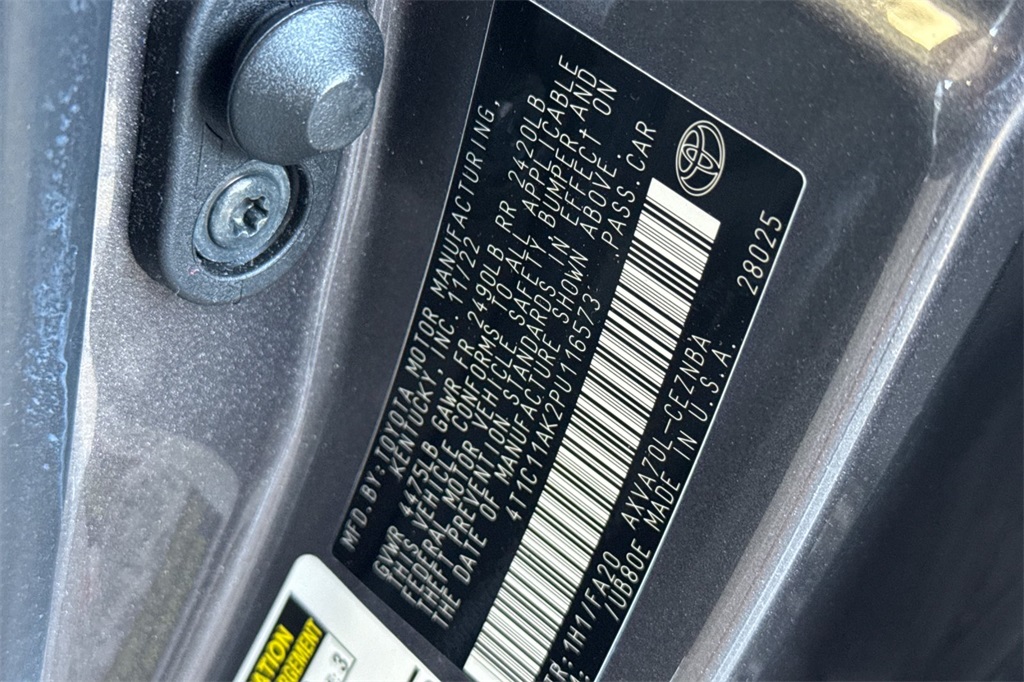 MFD.BY:TOYOTA MOTOR MANUFACTURING,
KENTUCKY, INC. 11/22
GVWR 4475LB GAWR FR 2490LB RR 2420LB
THIS VEHICLE CONFORMS TO ALL APPLICABLE
FEDERAL MOTOR VEHICLE SAFETY, BUMPER, AND
THEFT PREVENTION STANDARDS IN EFFECT ON
THE DATE OF MANUFACTURE SHOWN ABOVE.
4T1C11AK2PU116573 PASS.CAR
TR:1H1/FA20
/UB80E AXVA70L-CEZNBA
MADE IN U.S.A. 28025
3